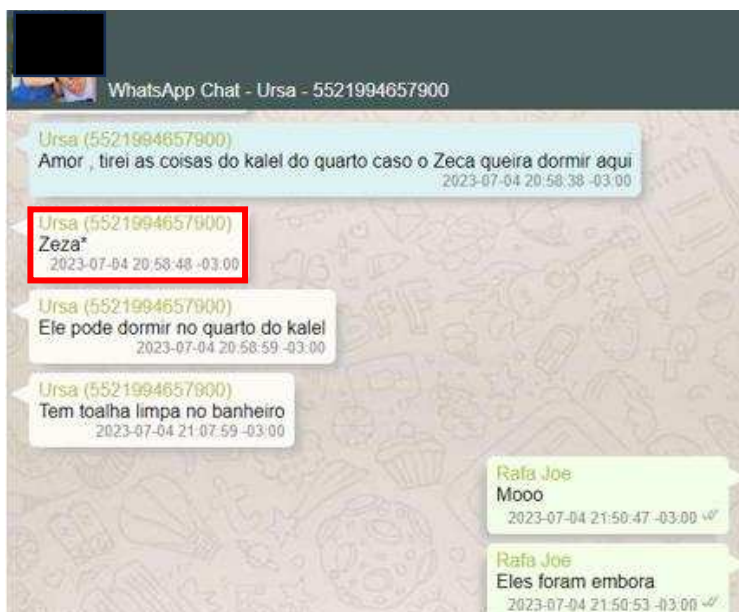 WhatsApp Chat - Ursa - 5521994657900
Ursa (5521994657900)
Amor , tirei as coisas do kalel do quarto caso o Zeca queira dormir aqui
2023-07-04 20:58:38 -03:00
Ursa (5521994657900)
Zeza*
2023-07-04 20:58:48 -03:00
Ursa (5521994657900)
Ele pode dormir no quarto do kalel
2023-07-04 20:58:59 -03:00
Ursa (5521994657900)
Tem toalha limpa no banheiro
2023-07-04 21:07:59 -03:00
Rafa Joe
Mooo
2023-07-04 21:50:47 -03:00
Rafa Joe
Eles foram embora
2023-07-04 21:50:53 -03:00